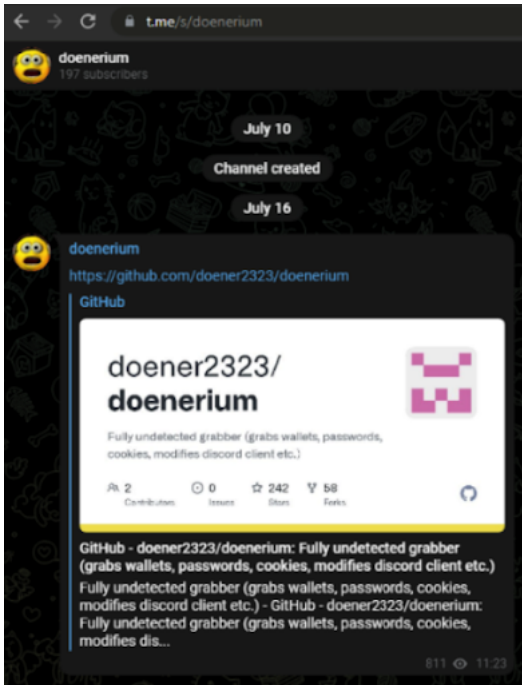 t.me/s/doenerium
doenerium
197 subscribers
July 10
Channel created
July 16
doenerium
https://github.com/doener2323/doenerium
GitHub
doener2323/
doenerium
Fully undetected grabber (grabs wallets, passwords,
cookies, modifies discord client etc.)
2 0 242 58
Contributors Issues Stars Forks
GitHub - doener2323/doenerium: Fully undetected grabber
(grabs wallets, passwords, cookies, modifies discord client etc.)
Fully undetected grabber (grabs wallets, passwords, cookies,
modifies discord client etc.) - GitHub - doener2323/doenerium:
Fully undetected grabber (grabs wallets, passwords, cookies,
modifies dis...
811 11:23